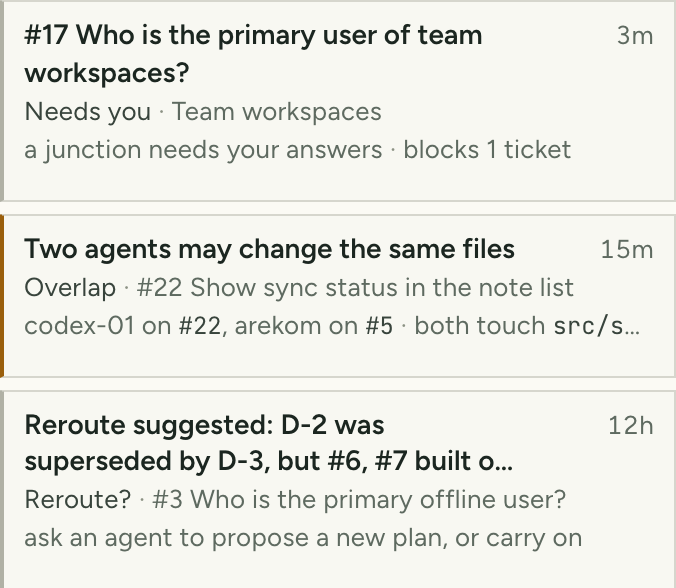 #17 Who is the primary user of team 3m
workspaces?
Needs you · Team workspaces
a junction needs your answers · blocks 1 ticket
Two agents may change the same files 15m
Overlap · #22 Show sync status in the note list
codex-01 on #22, arekom on #5 · both touch src/s...
Reroute suggested: D-2 was 12h
superseded by D-3, but #6, #7 built o...
Reroute? · #3 Who is the primary offline user?
ask an agent to propose a new plan, or carry on